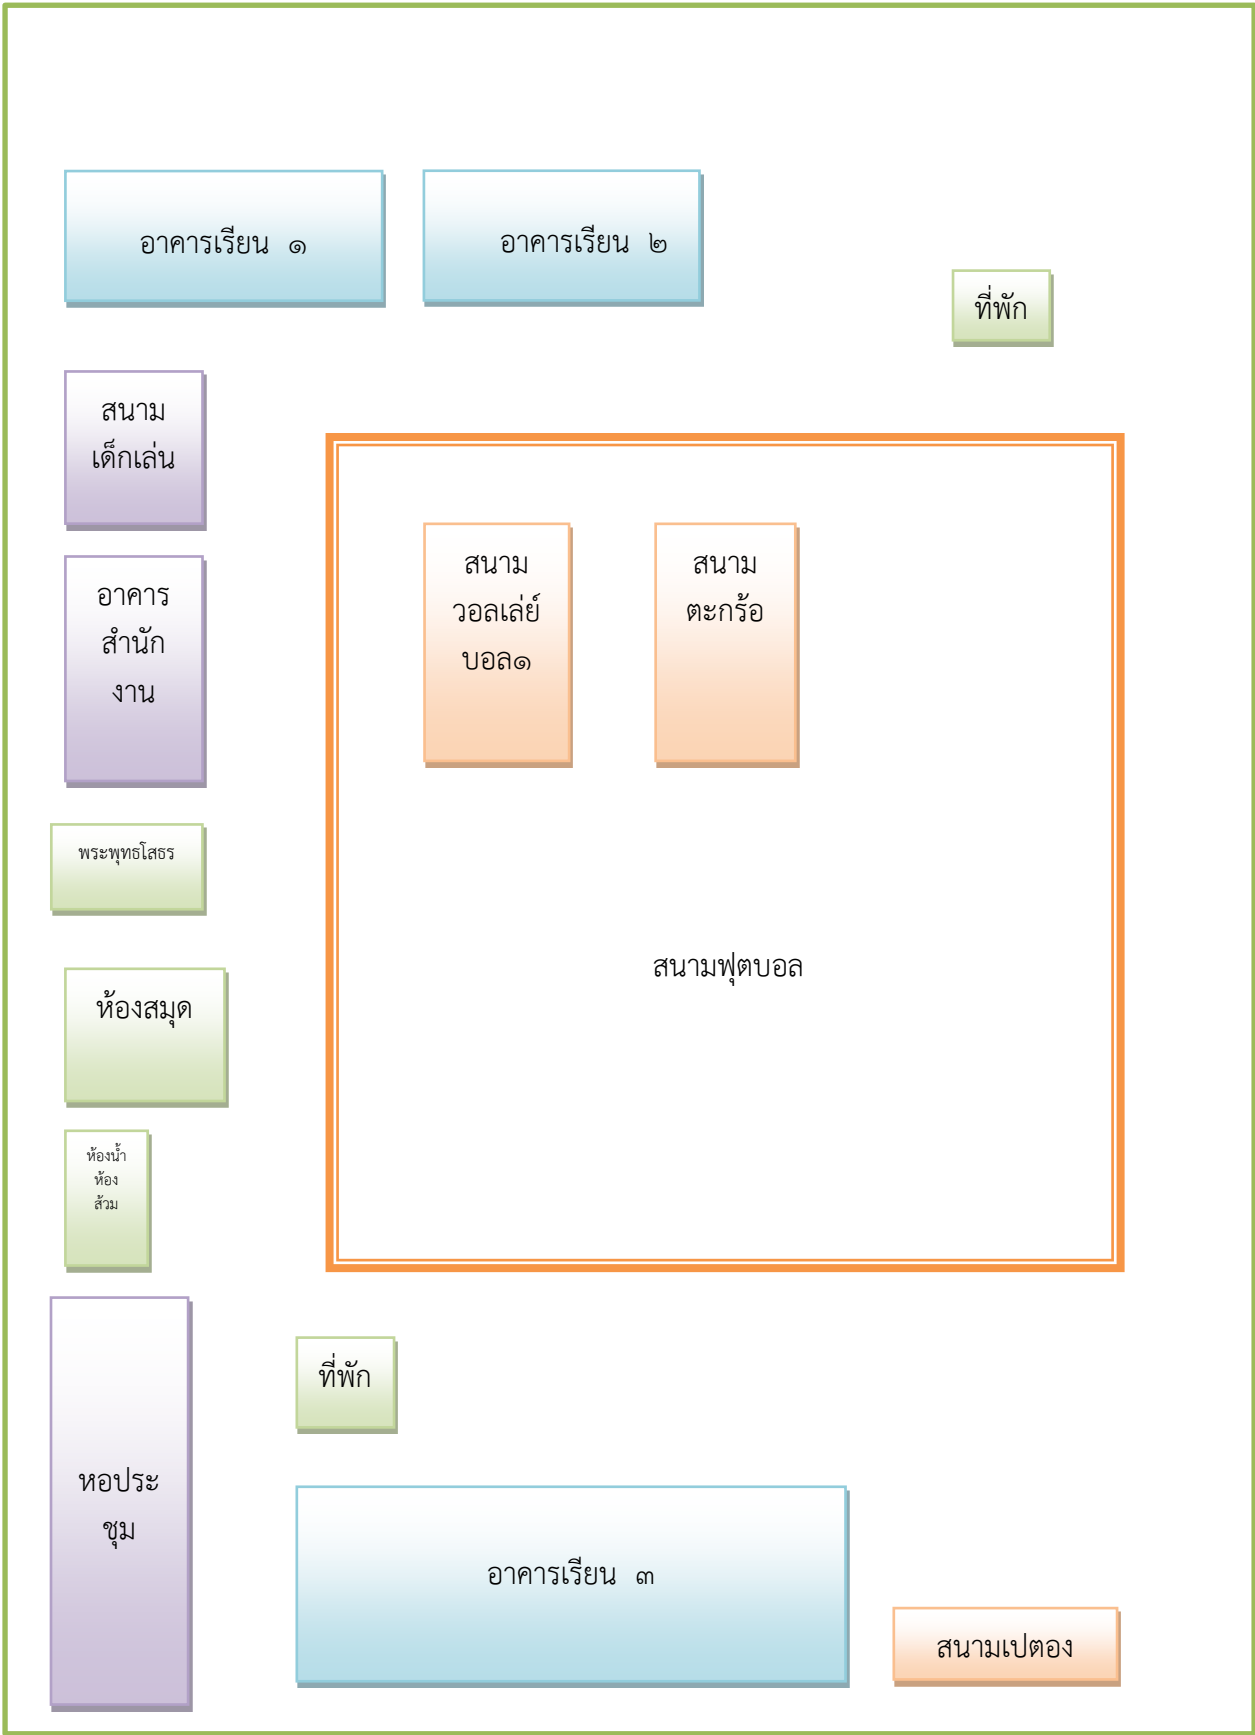 อาคารเรียน ๑
อาคารเรียน ๒
ที่พัก
สนาม
เด็กเล่น
สนาม
วอลเล่ย์
บอล๑
สนาม
ตะกร้อ
อาคาร
สำนัก
งาน
พระพุทธโสธร
สนามฟุตบอล
ห้องสมุด
ห้องน้ำ
ห้อง
ส้วม
ที่พัก
หอประ
ชุม
อาคารเรียน ๓
สนามเปตอง